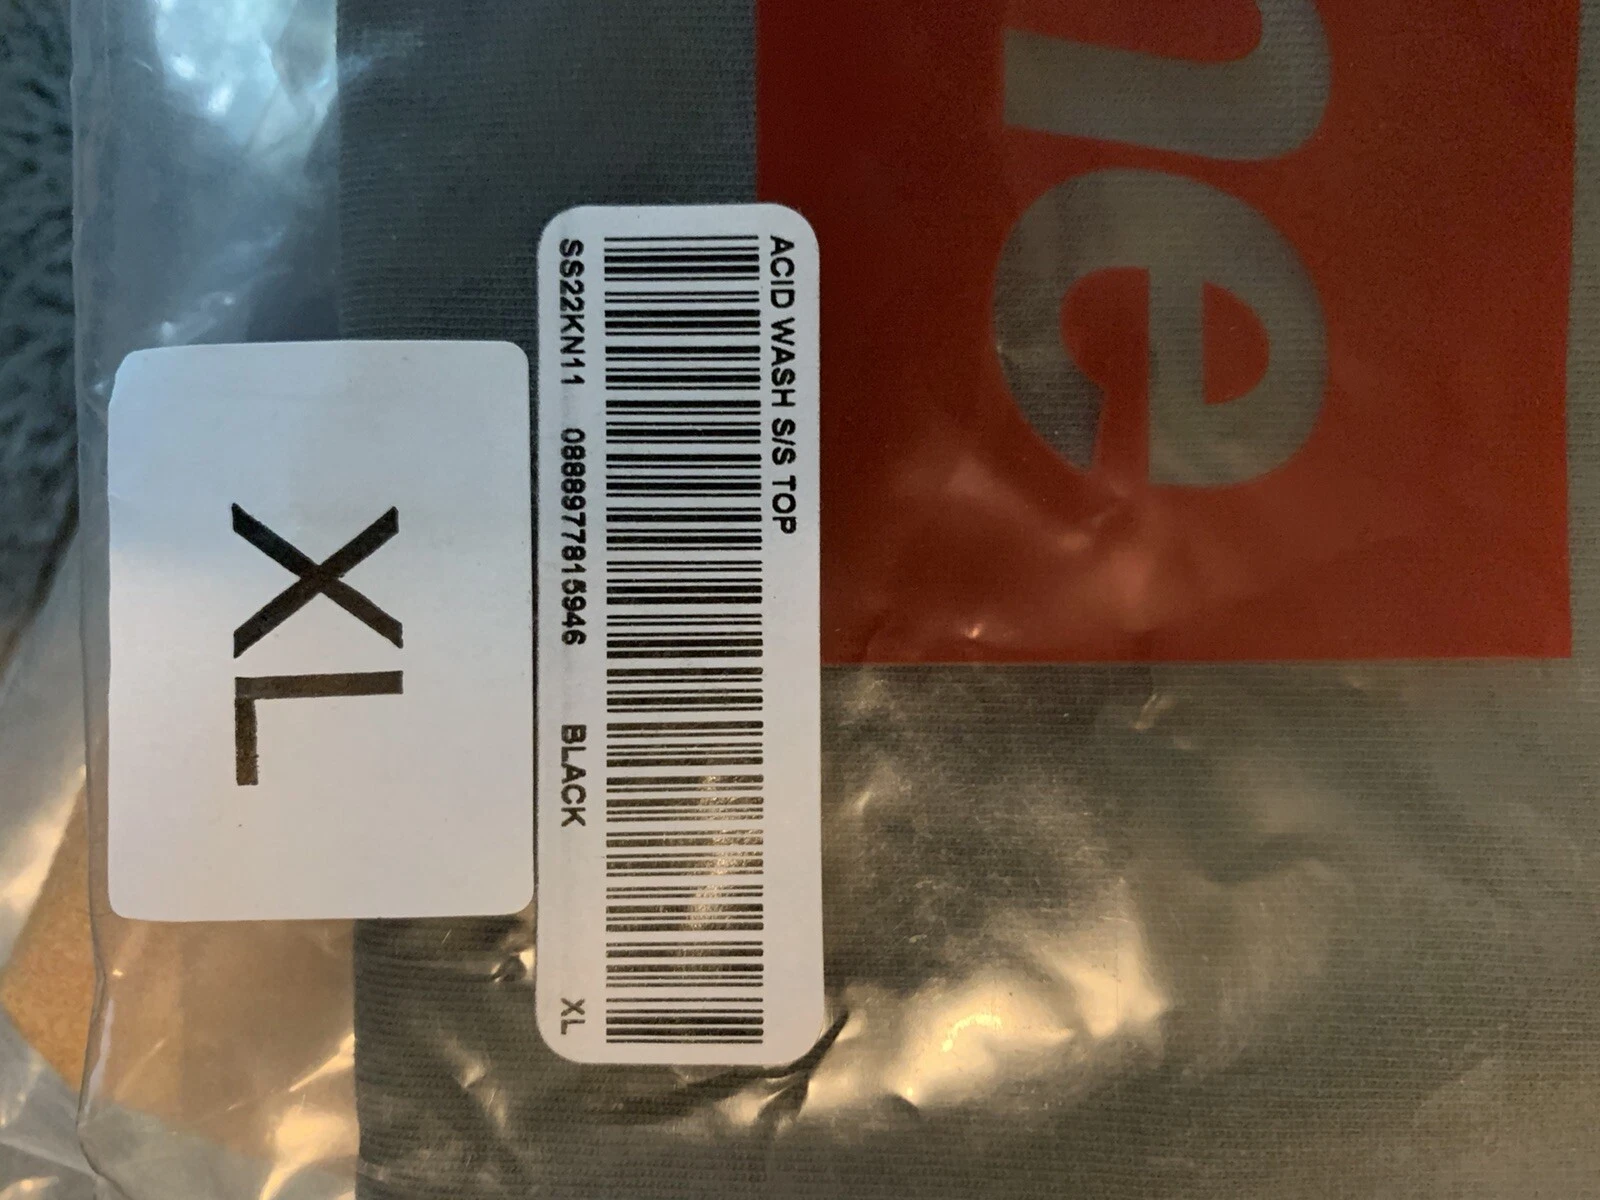 ne
ACID WASH S/S TOP
SS22KN11 0888977815946 BLACK XL
XL